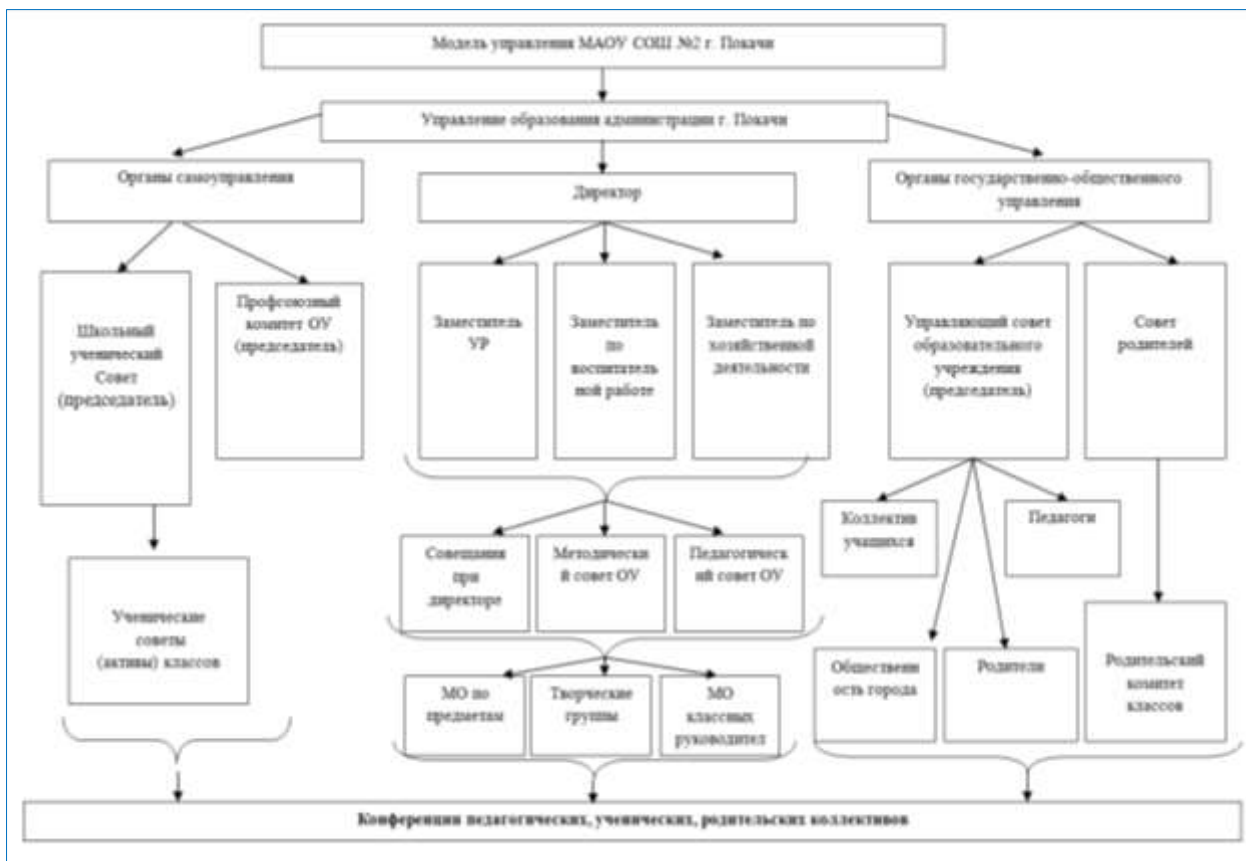 Модель управления МАОУ СОШ №2 г. Покачи
Управление образования администрации г. Покачи
Органы самоуправления
Директор
Органы государственно-общественного
управления
Школьный
ученический
Совет
(председатель)
Профсоюзный
комитет ОУ
(председатель)
Заместитель
УР
Заместитель
по
воспитатель
ной работе
Заместитель по
хозяйственной
деятельности
Управляющий совет
образовательного
учреждения
(председатель)
Совет
родителей
Коллектив
учащихся
Педагоги
Совещания
при
директоре
Методически
й совет ОУ
Педагогическ
ий совет ОУ
Ученические
советы
(активы) классов
Общественн
ость города
Родители
Родительский
комитет
классов
МО по
предметам
Творческие
группы
МО
классных
руководител
Конференции педагогических, ученических, родительских коллективов